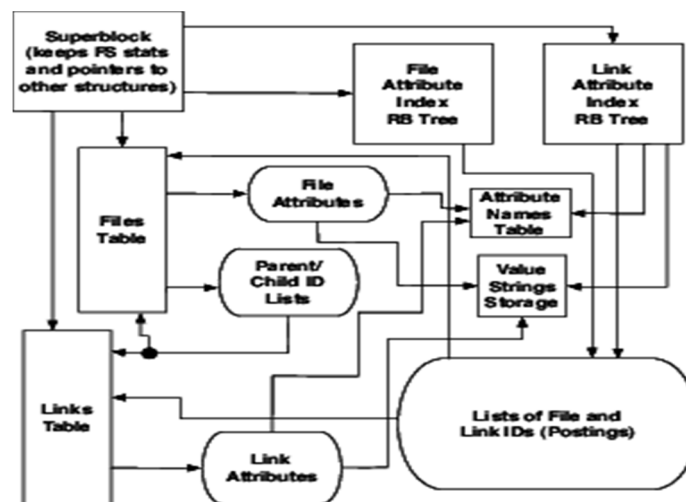 Superblock
(keeps FS stats
and pointers to
other structures)
File
Attribute
Index
RB Tree
Link
Attribute
Index
RB Tree
Files
Table
File
Attributes
Attribute
Names
Table
Parent/
Child ID
Lists
Value
Strings
Storage
Links
Table
Link
Attributes
Lists of File and
Link IDs (Postings)